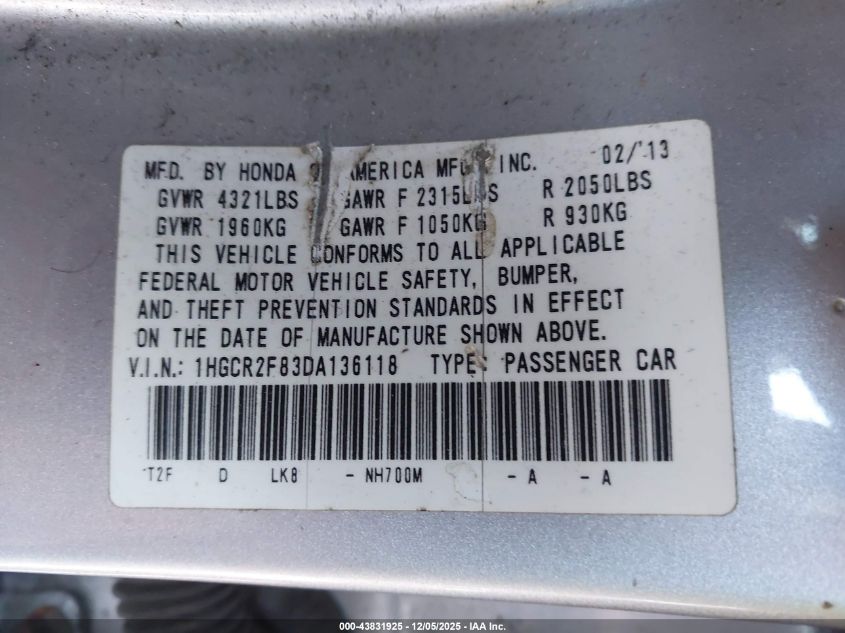 MFD. BY HONDA AMERICA MFG INC. 02/'13
GVWR 4321LBS GAWR F 2315LBS R 2050LBS
GVWR 1960KG GAWR F 1050KG R 930KG
THIS VEHICLE CONFORMS TO ALL APPLICABLE
FEDERAL MOTOR VEHICLE SAFETY, BUMPER,
AND THEFT PREVENTION STANDARDS IN EFFECT
ON THE DATE OF MANUFACTURE SHOWN ABOVE.
V.I.N.: 1HGCR2F83DA136118 TYPE PASSENGER CAR
T2F D LK8 - NH700M - A - A
000-43831925 | 12/05/2025 - IAA Inc.